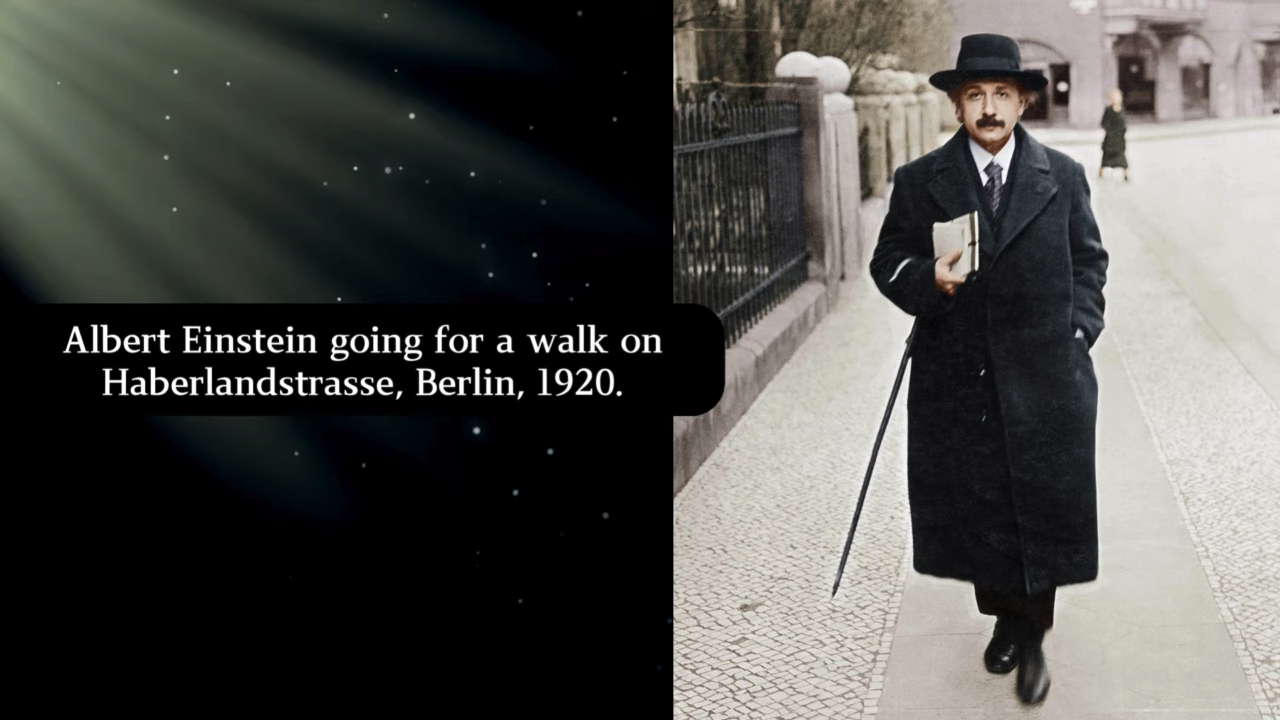 Albert Einstein going for a walk on
Haberlandstrasse, Berlin, 1920.